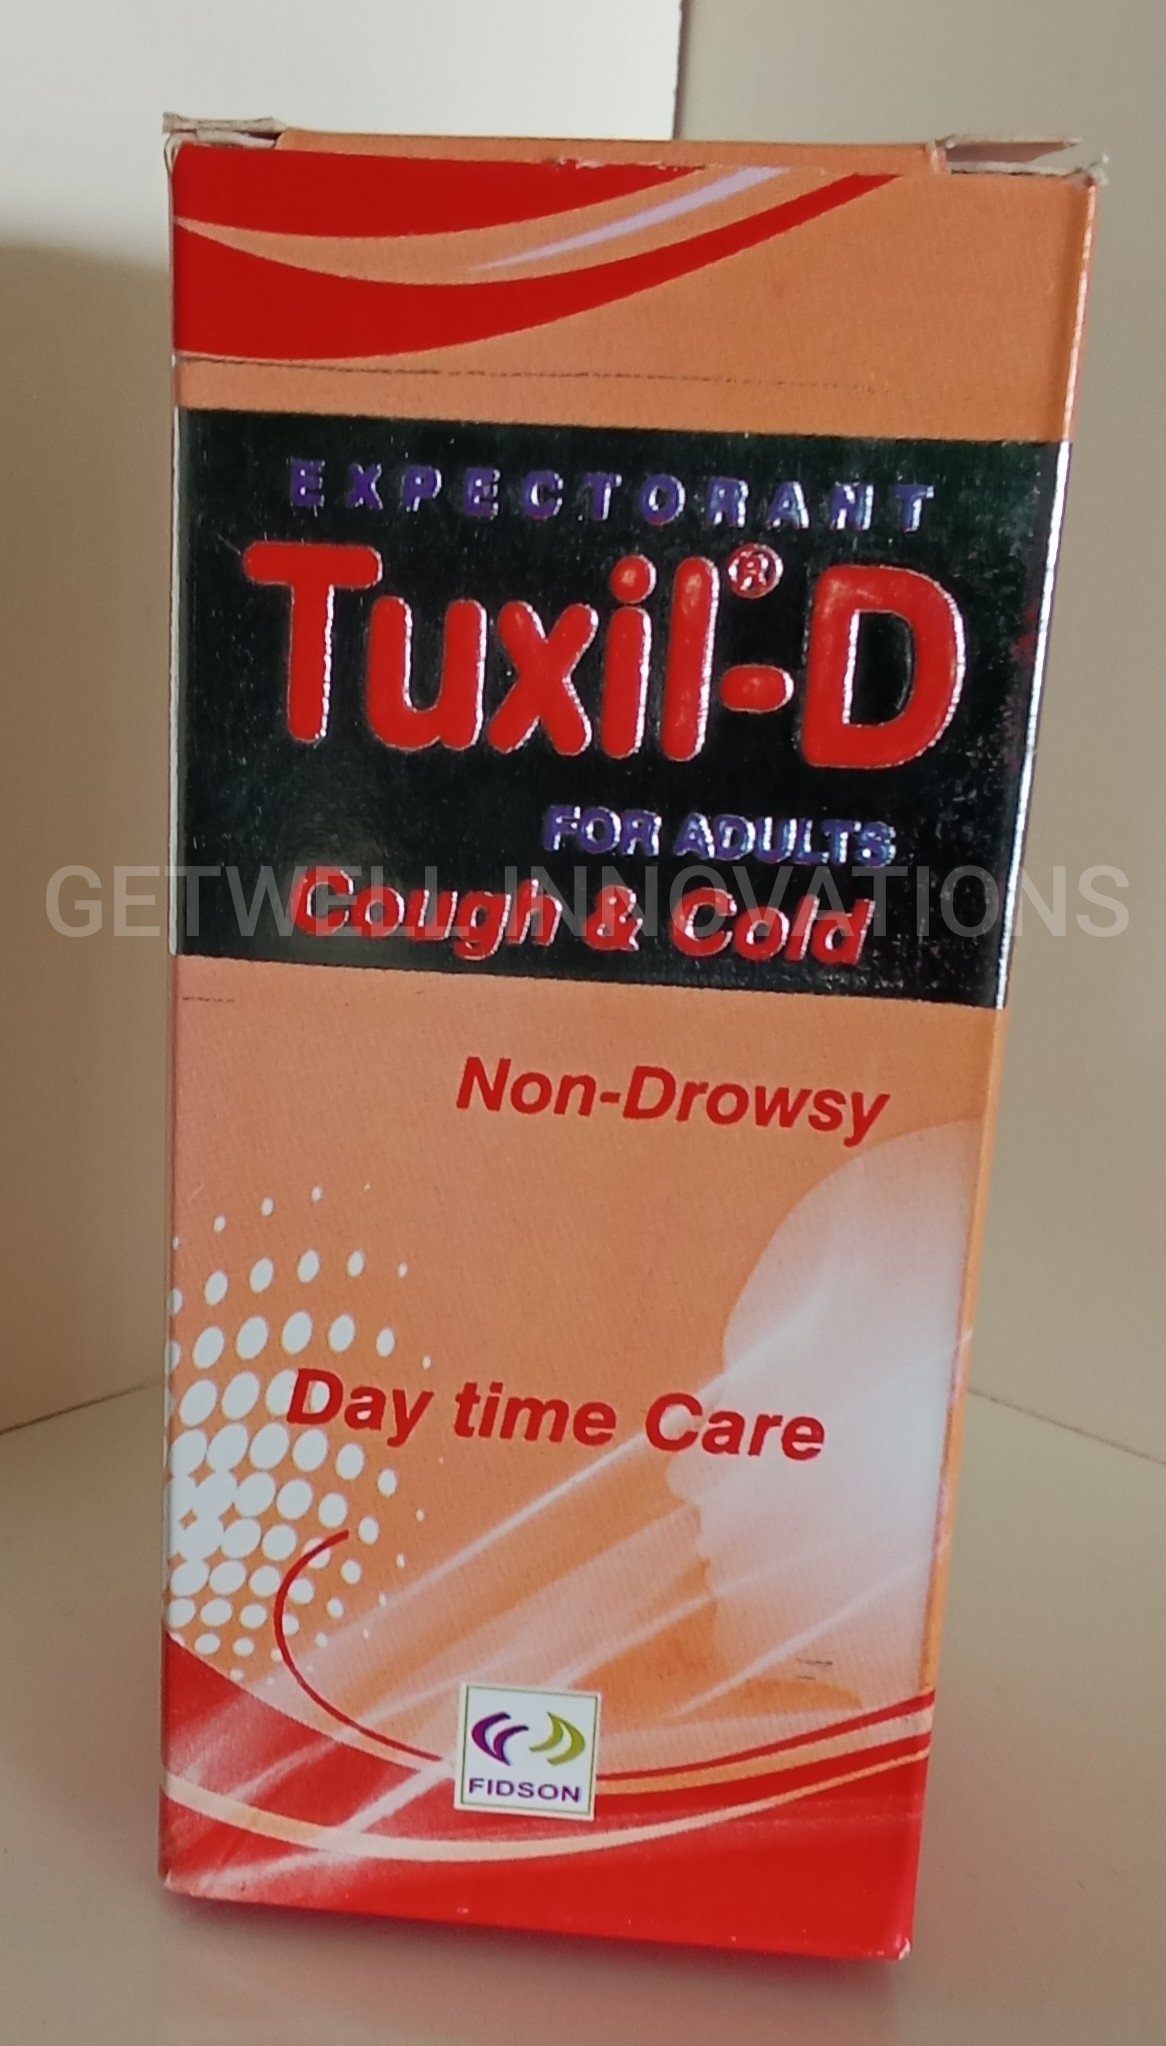 EXPECTORANT
Tuxil®-D
FOR ADULTS
Cough & Cold
GETWELL INNOVATIONS
Non-Drowsy
Day time Care
FIDSON